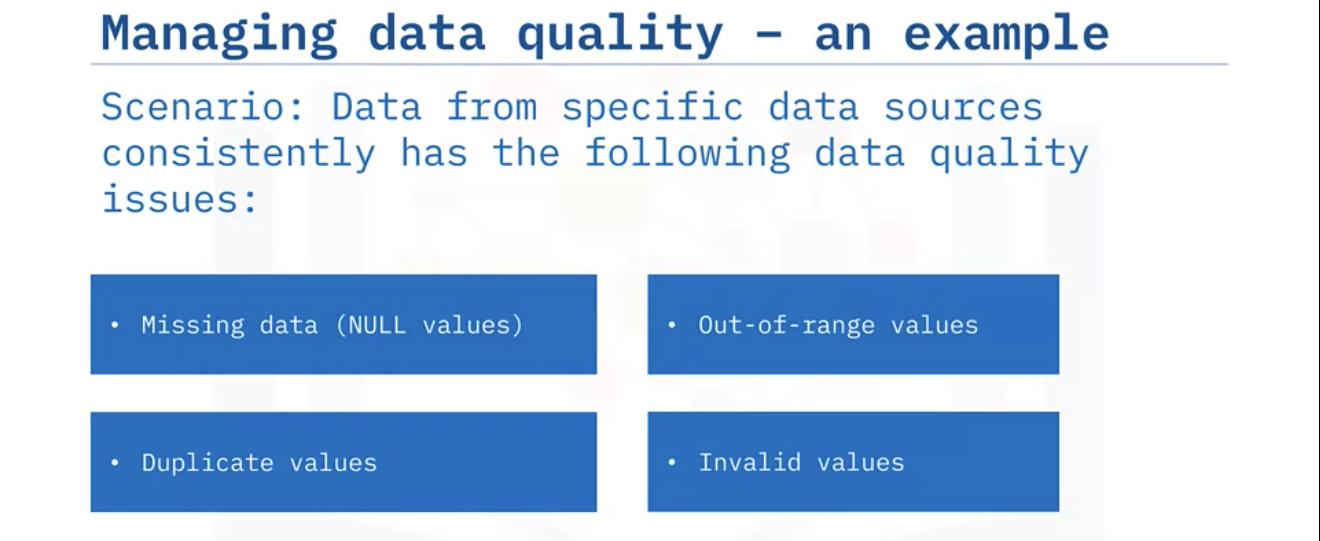 Managing data quality – an example
Scenario: Data from specific data sources
consistently has the following data quality
issues:
• Missing data (NULL values)
• Out-of-range values
• Duplicate values
• Invalid values